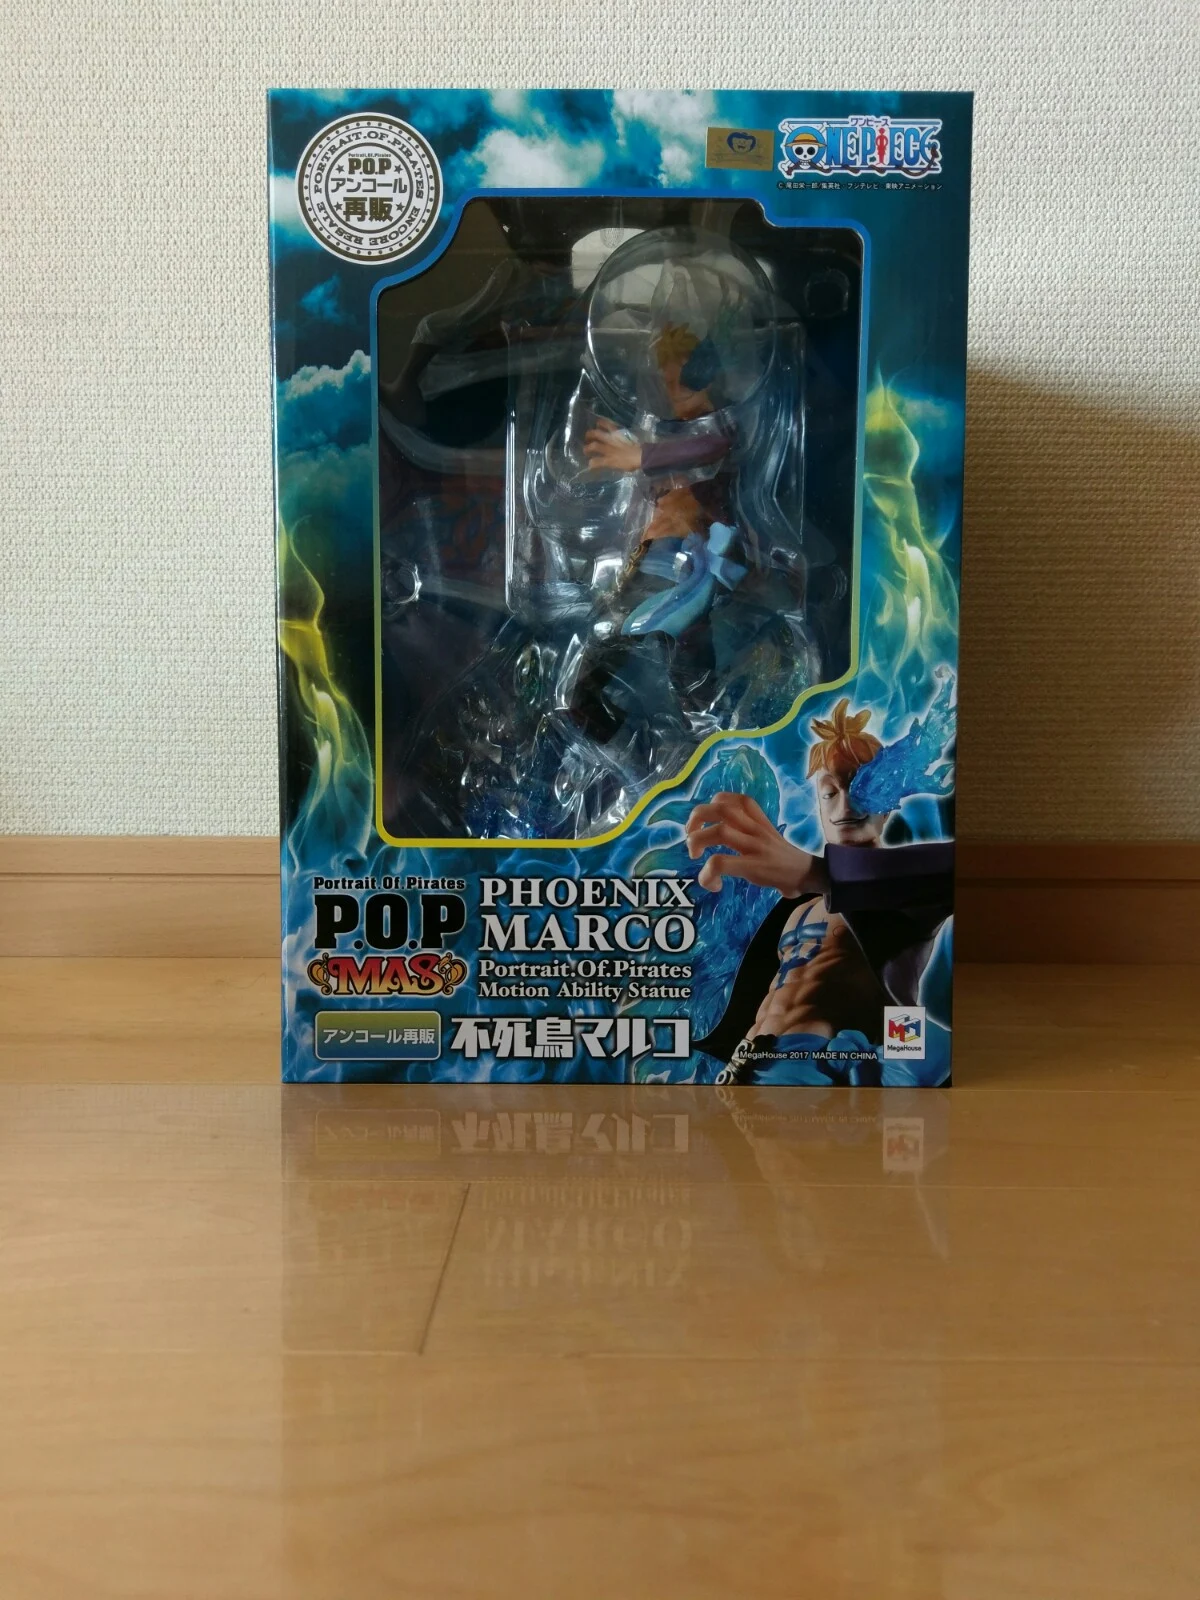 PORTRAIT.OF.PIRATES ENCORE RESALE
Portrait.Of.Pirates
P.O.P
アンコール
再販
ワンピース
ONE PIECE
© 尾田栄一郎/集英社 フジテレビ 東映アニメーション
Portrait.Of.Pirates
P.O.P
MAS
PHOENIX
MARCO
Portrait.Of.Pirates
Motion Ability Statue
アンコール再販
不死鳥マルコ
MegaHouse 2017 MADE IN CHINA
MegaHouse